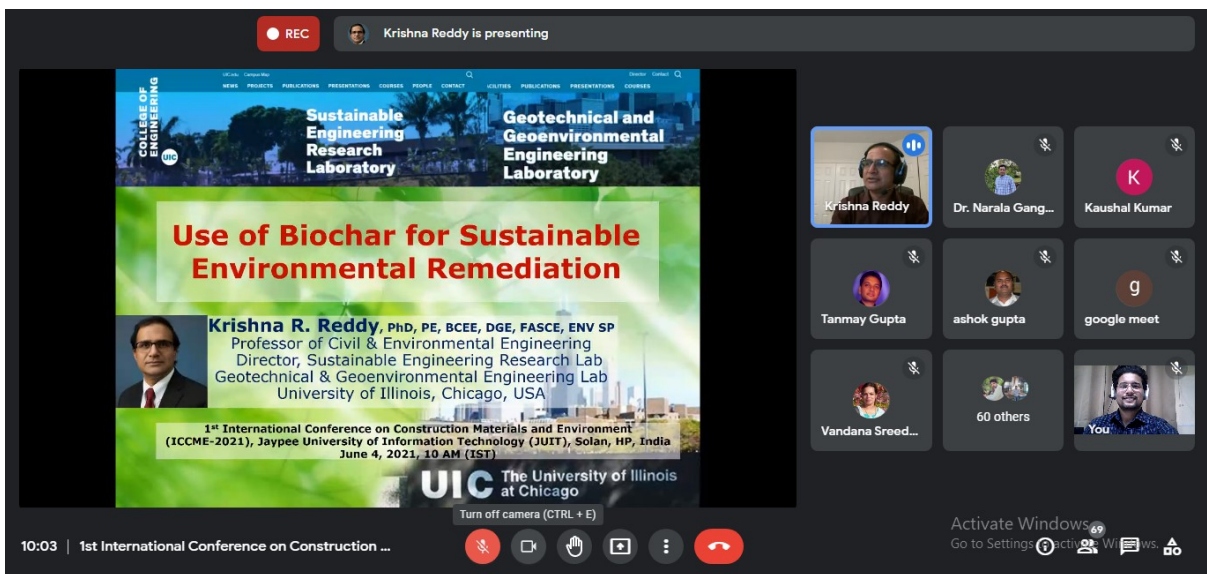 REC
Krishna Reddy is presenting
COLLEGE OF
ENGINEERING
UIC
UIC.edu Campus Map
Director Contact
NEWS PROJECTS PUBLICATIONS PRESENTATIONS COURSES PEOPLE CONTACT
PUBLICATIONS PRESENTATIONS COURSES
Sustainable
Engineering
Research
Laboratory
Geotechnical and
Geoenvironmental
Engineering
Laboratory
Use of Biochar for Sustainable
Environmental Remediation
Krishna R. Reddy, PhD, PE, BCEE, DGE, FASCE, ENV SP
Professor of Civil & Environmental Engineering
Director, Sustainable Engineering Research Lab
Geotechnical & Geoenvironmental Engineering Lab
University of Illinois, Chicago, USA
1st International Conference on Construction Materials and Environment
(ICCME-2021), Jaypee University of Information Technology (JUIT), Solan, HP, India
June 4, 2021, 10 AM (IST)
UIC The University of Illinois
at Chicago
Krishna Reddy
Dr. Narala Gang...
K
Kaushal Kumar
Tanmay Gupta
ashok gupta
g
google meet
Vandana Sreed...
60 others
You
Turn off camera (CTRL + E)
10:03 | 1st International Conference on Construction ...
Activate Windows
Go to Settings
69